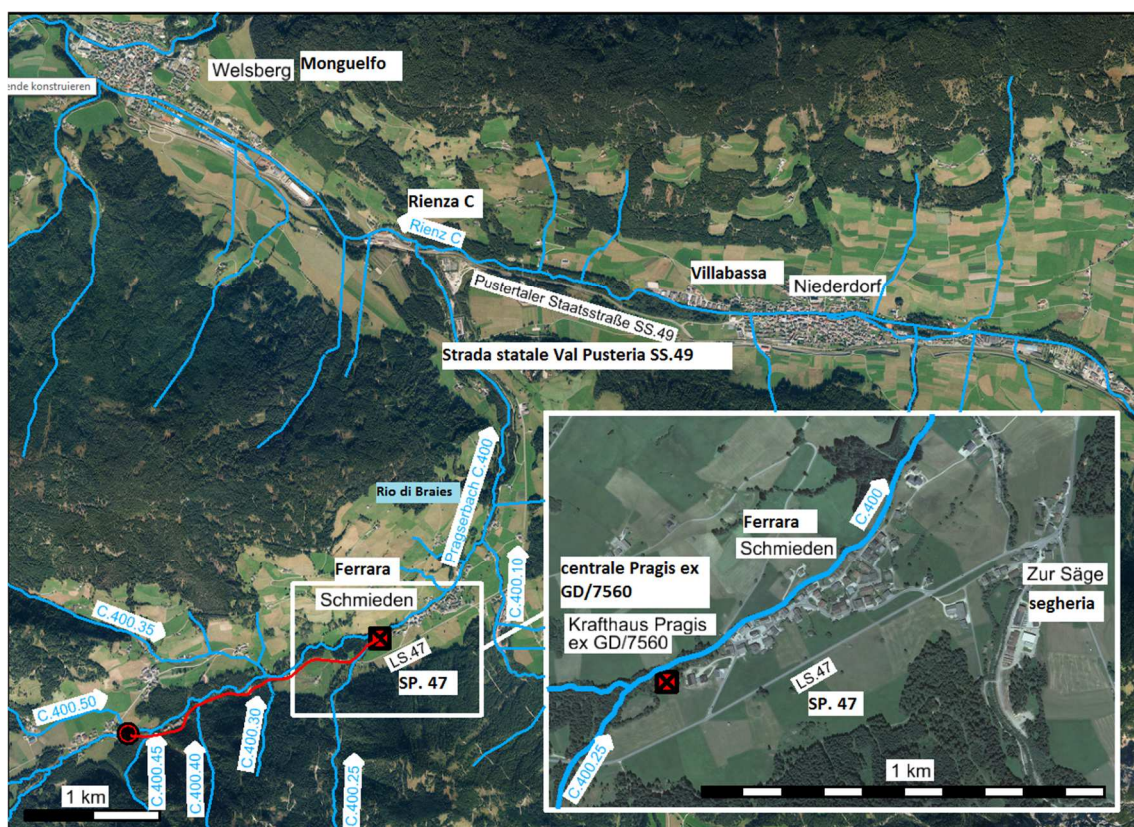 Welsberg Monguelfo
ende konstruieren
Rienza C
Rienz C
Villabassa
Niederdorf
Pustertaler Staatsstraße SS.49
Strada statale Val Pusteria SS.49
Rio di Braies
Pragserbach C.400
Ferrara
Schmieden
C.400.10
C.400.35
LS.47
SP. 47
C.400.50
C.400.45
C.400.40
C.400.30
C.400.25
1 km
C.400
Ferrara
Schmieden
centrale Pragis ex
GD/7560
Krafthaus Pragis
ex GD/7560
Zur Säge
segheria
LS.47
SP. 47
C.400.25
1 km